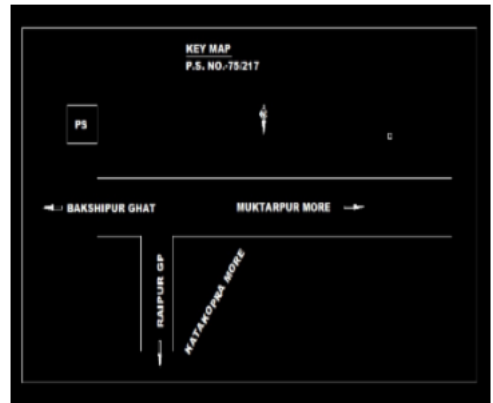 KEY MAP
P.S. NO.-75/217
PS
BAKSHIPUR GHAT
MUKTARPUR MORE
RAIPUR GP
KATAKOPRA MORE